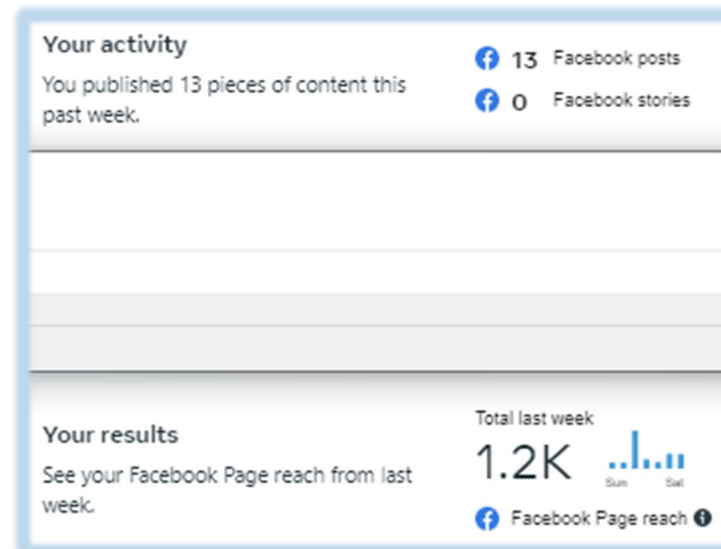 Your activity
You published 13 pieces of content this
past week.
13 Facebook posts
0 Facebook stories
Your results
See your Facebook Page reach from last
week.
Total last week
1.2K
Sun Sat
Facebook Page reach